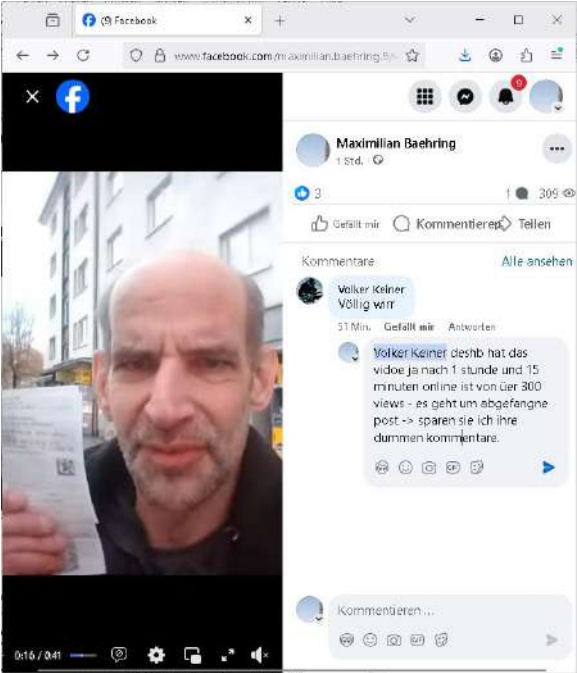 (9) Facebook
www.facebook.com/maximilian.baehring.9/
9
Maximilian Baehring
1 Std.
3
1
309
Gefällt mir
Kommentieren
Teilen
Kommentare
Alle ansehen
Volker Keiner
Völlig wirr
51 Min.
Gefällt mir
Antworten
Volker Keiner deshb hat das
vidoe ja nach 1 stunde und 15
minuten online ist von üer 300
views - es geht um abgefangne
post -> sparen sie ich ihre
dummen kommentare.
GIF
Kommentieren ...
GIF
0:16 / 0:41